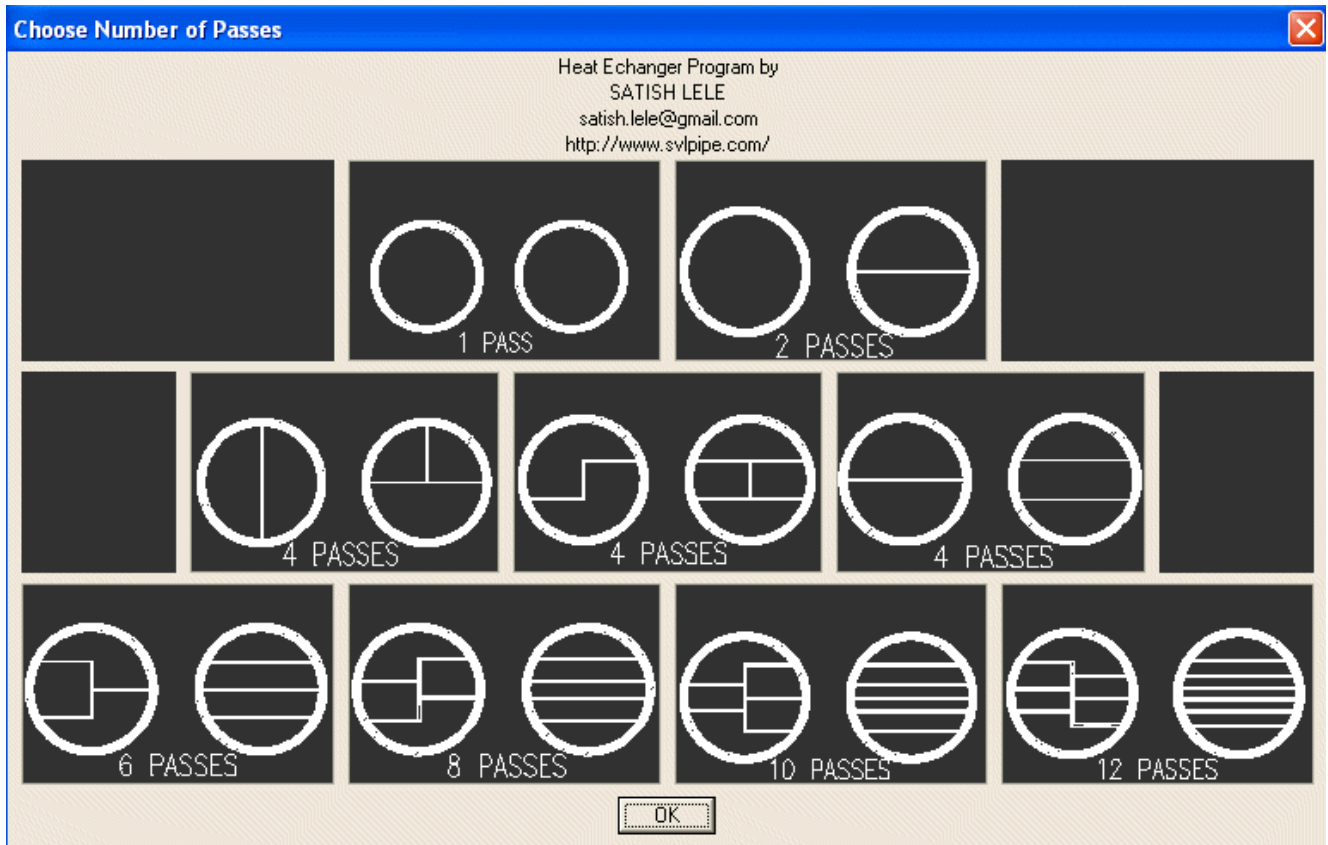 Choose Number of Passes
Heat Echanger Program by
SATISH LELE
satish.lele@gmail.com
http://www.svlpipe.com/
1 PASS
2 PASSES
4 PASSES
4 PASSES
4 PASSES
6 PASSES
8 PASSES
10 PASSES
12 PASSES
OK